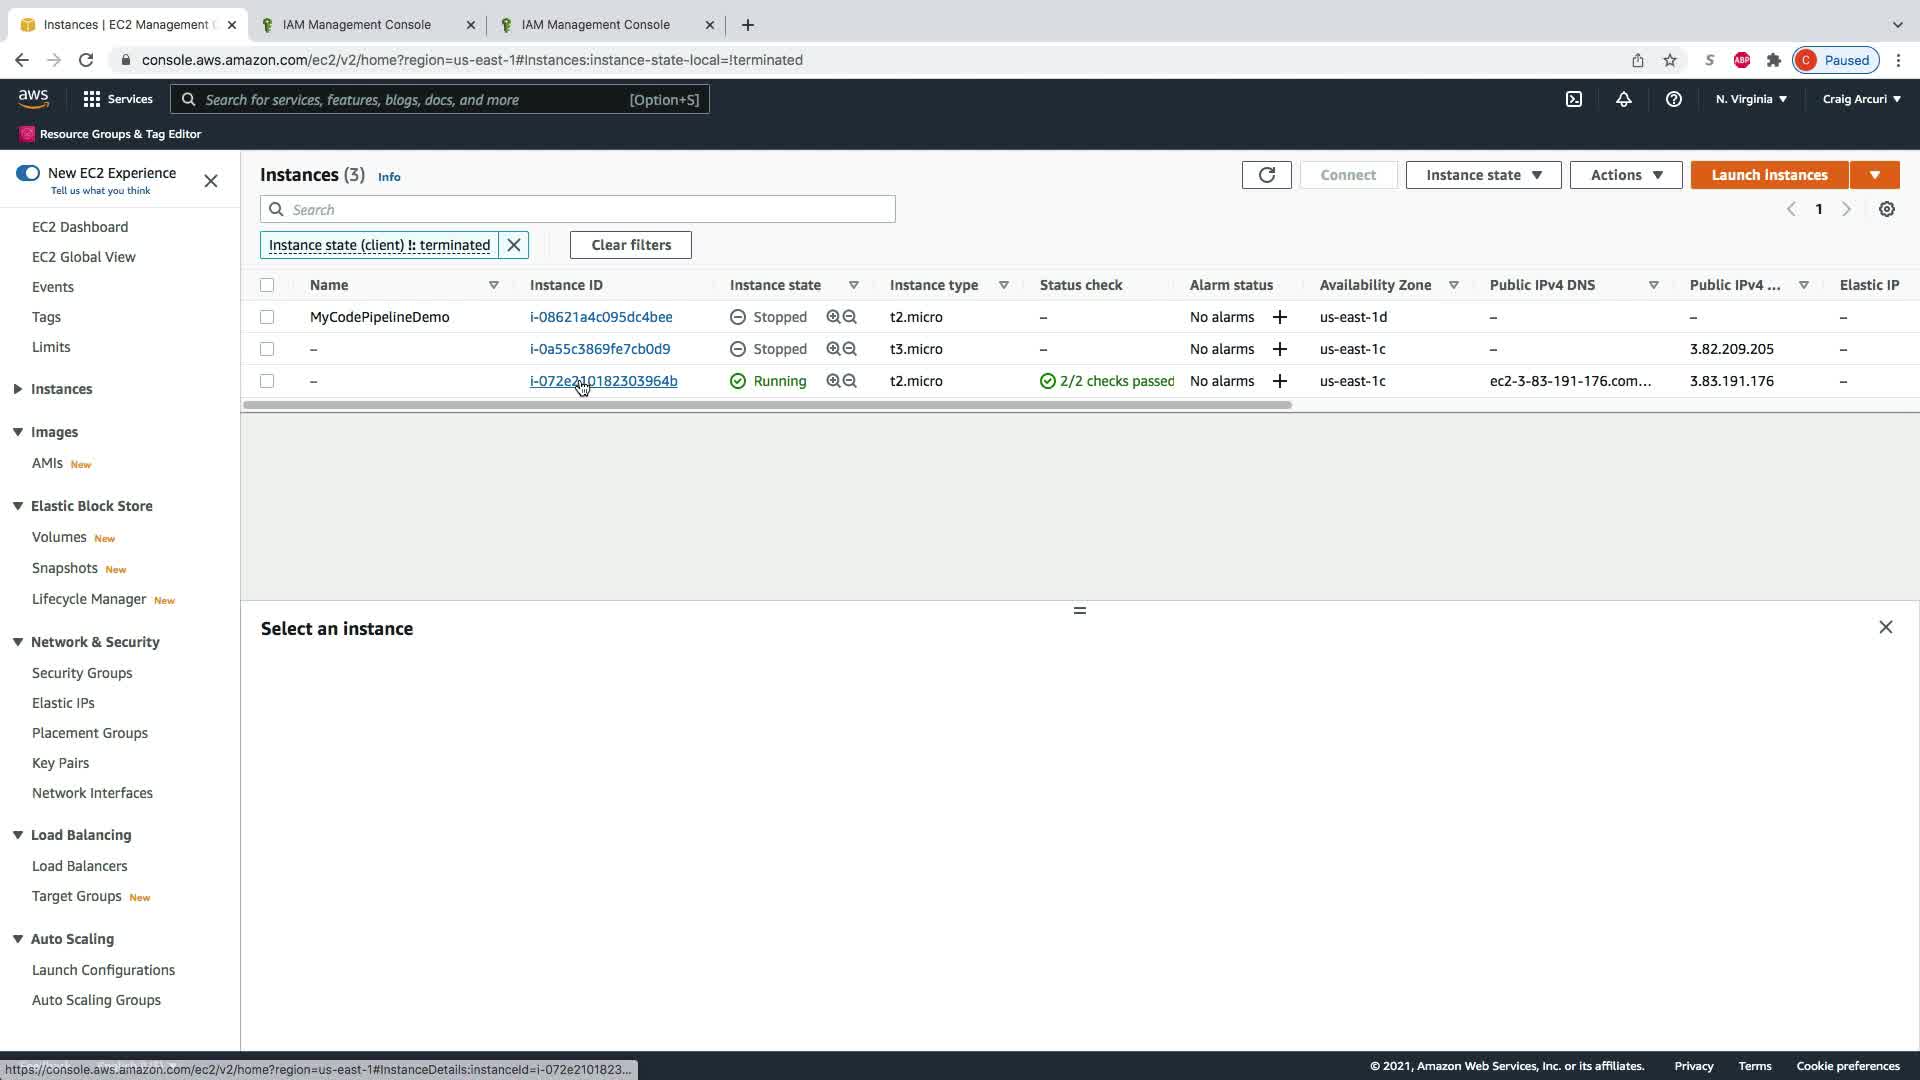 Instances | EC2 Management C
IAM Management Console
IAM Management Console
console.aws.amazon.com/ec2/v2/home?region=us-east-1#Instances:instance-state-local=!terminated
S
ABP
C Paused
aws
Services
Search for services, features, blogs, docs, and more [Option+S]
N. Virginia
Craig Arcuri
Resource Groups & Tag Editor
New EC2 Experience
Tell us what you think
EC2 Dashboard
EC2 Global View
Events
Tags
Limits
Instances
Images
AMIs New
Elastic Block Store
Volumes New
Snapshots New
Lifecycle Manager New
Network & Security
Security Groups
Elastic IPs
Placement Groups
Key Pairs
Network Interfaces
Load Balancing
Load Balancers
Target Groups New
Auto Scaling
Launch Configurations
Auto Scaling Groups
Instances (3) Info
Connect
Instance state
Actions
Launch Instances
Search
1
Instance state (client) !: terminated
Clear filters
Name Instance ID Instance state Instance type Status check Alarm status Availability Zone Public IPv4 DNS Public IPv4 ... Elastic IP
MyCodePipelineDemo i-08621a4c095dc4bee Stopped t2.micro – No alarms + us-east-1d – – –
– i-0a55c3869fe7cb0d9 Stopped t3.micro – No alarms + us-east-1c – 3.82.209.205 –
– i-072e210182303964b Running t2.micro 2/2 checks passed No alarms + us-east-1c ec2-3-83-191-176.com... 3.83.191.176 –
Select an instance
https://console.aws.amazon.com/ec2/v2/home?region=us-east-1#InstanceDetails:instanceId=i-072e2101823...
© 2021, Amazon Web Services, Inc. or its affiliates.
Privacy
Terms
Cookie preferences